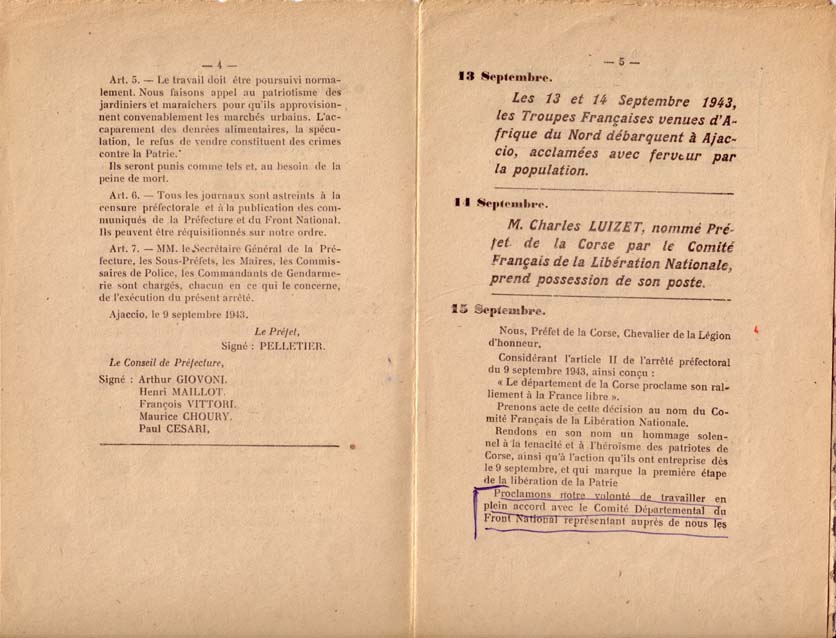 — 4 —
Art. 5. — Le travail doit être poursuivi norma-
lement. Nous faisons appel au patriotisme des
jardiniers et maraîchers pour qu'ils approvision-
nent convenablement les marchés urbains. L'ac-
caparement des denrées alimentaires, la spécu-
lation, le refus de vendre constituent des crimes
contre la Patrie.
Ils seront punis comme tels et, au besoin de la
peine de mort.
Art. 6. — Tous les journaux sont astreints à la
censure préfectorale et à la publication des com-
muniqués de la Préfecture et du Front National.
Ils peuvent être réquisitionnés sur notre ordre.
Art. 7. — MM. le Secrétaire Général de la Pré-
fecture, les Sous-Préfets, les Maires, les Commis-
saires de Police, les Commandants de Gendarme-
rie sont chargés, chacun en ce qui le concerne,
de l'exécution du présent arrêté.
Ajaccio, le 9 septembre 1943.
Le Préfet,
Signé : PELLETIER.
Le Conseil de Préfecture,
Signé : Arthur GIOVONI.
Henri MAILLOT.
François VITTORI.
Maurice CHOURY.
Paul CESARI,
— 5 —
13 Septembre.
Les 13 et 14 Septembre 1943,
les Troupes Françaises venues d'A-
frique du Nord débarquent à Ajac-
cio, acclamées avec ferveur par
la population.
14 Septembre.
M. Charles LUIZET, nommé Pré-
fet de la Corse par le Comité
Français de la Libération Nationale,
prend possession de son poste.
15 Septembre.
Nous, Préfet de la Corse, Chevalier de la Légion
d'honneur.
Considérant l'article II de l'arrêté préfectoral
du 9 septembre 1943, ainsi conçu :
« Le département de la Corse proclame son ral-
liement à la France libre ».
Prenons acte de cette décision au nom du Co-
mité Français de la Libération Nationale.
Rendons en son nom un hommage solen-
nel à la tenacité et à l'héroïsme des patriotes de
Corse, ainsi qu'à l'action qu'ils ont entreprise dès
le 9 septembre, et qui marque la première étape
de la libération de la Patrie
Proclamons notre volonté de travailler en
plein accord avec le Comité Départemental du
Front National représentant auprès de nous les